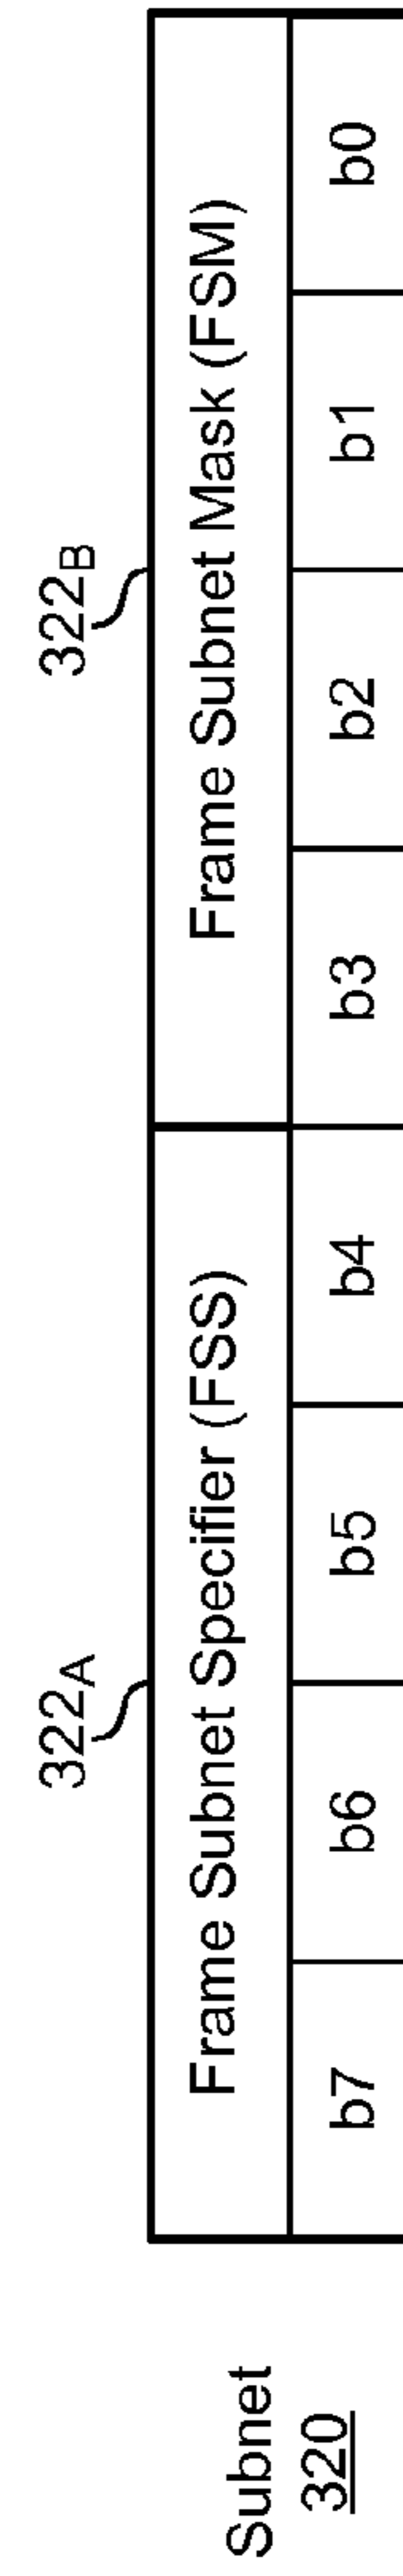 322A
322B
Subnet
320
Frame Subnet Specifier (FSS)
Frame Subnet Mask (FSM)
b7
b6
b5
b4
b3
b2
b1
b0